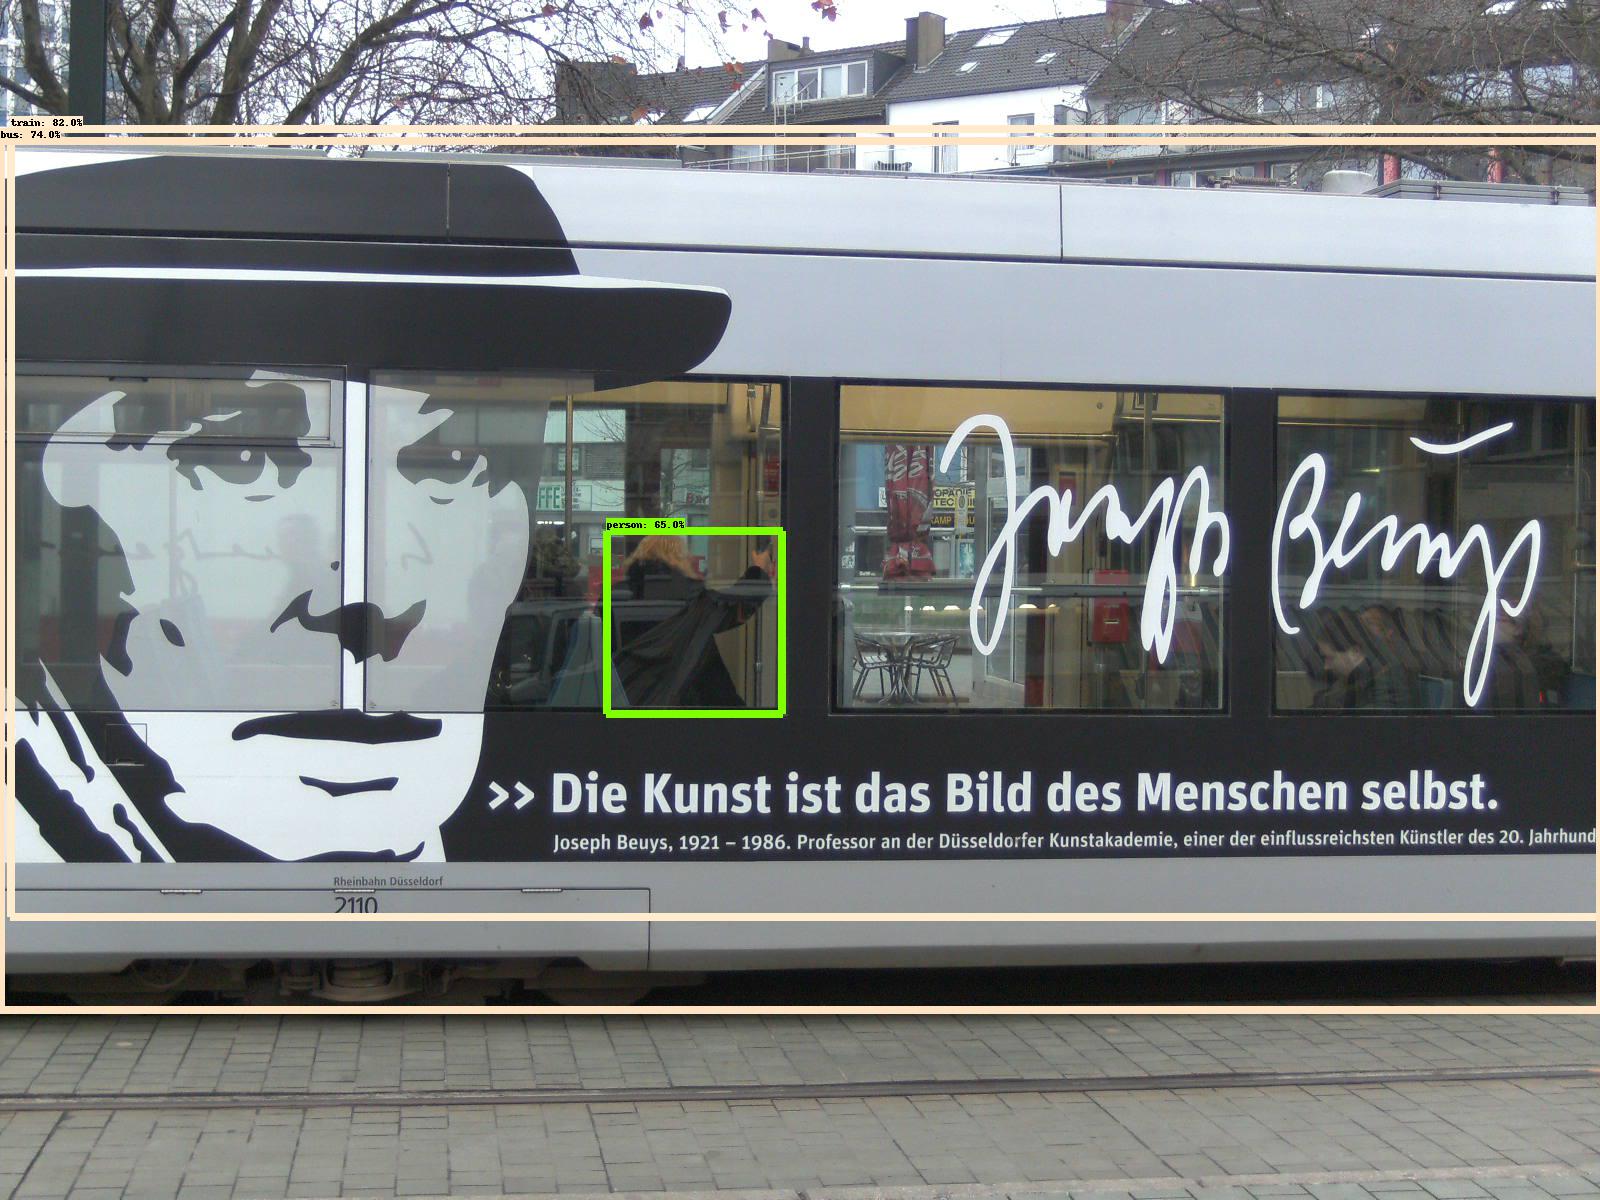 train: 82.0%
bus: 74.0%
person: 65.0%
Joseph Beuys
>> Die Kunst ist das Bild des Menschen selbst.
Joseph Beuys, 1921 – 1986. Professor an der Düsseldorfer Kunstakademie, einer der einflussreichsten Künstler des 20. Jahrhund
Rheinbahn Düsseldorf
2110